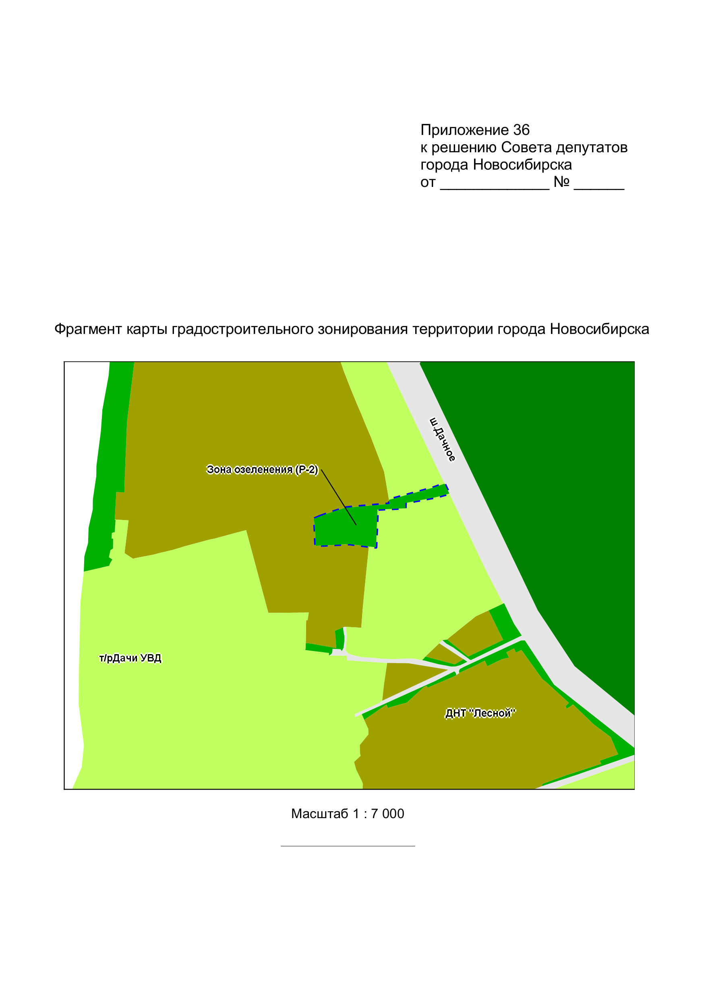 Приложение 36
к решению Совета депутатов
города Новосибирска
от _____________ № ______
Фрагмент карты градостроительного зонирования территории города Новосибирска
ш.Дачное
Зона озеленения (Р-2)
т/рДачи УВД
ДНТ "Лесной"
Масштаб 1 : 7 000